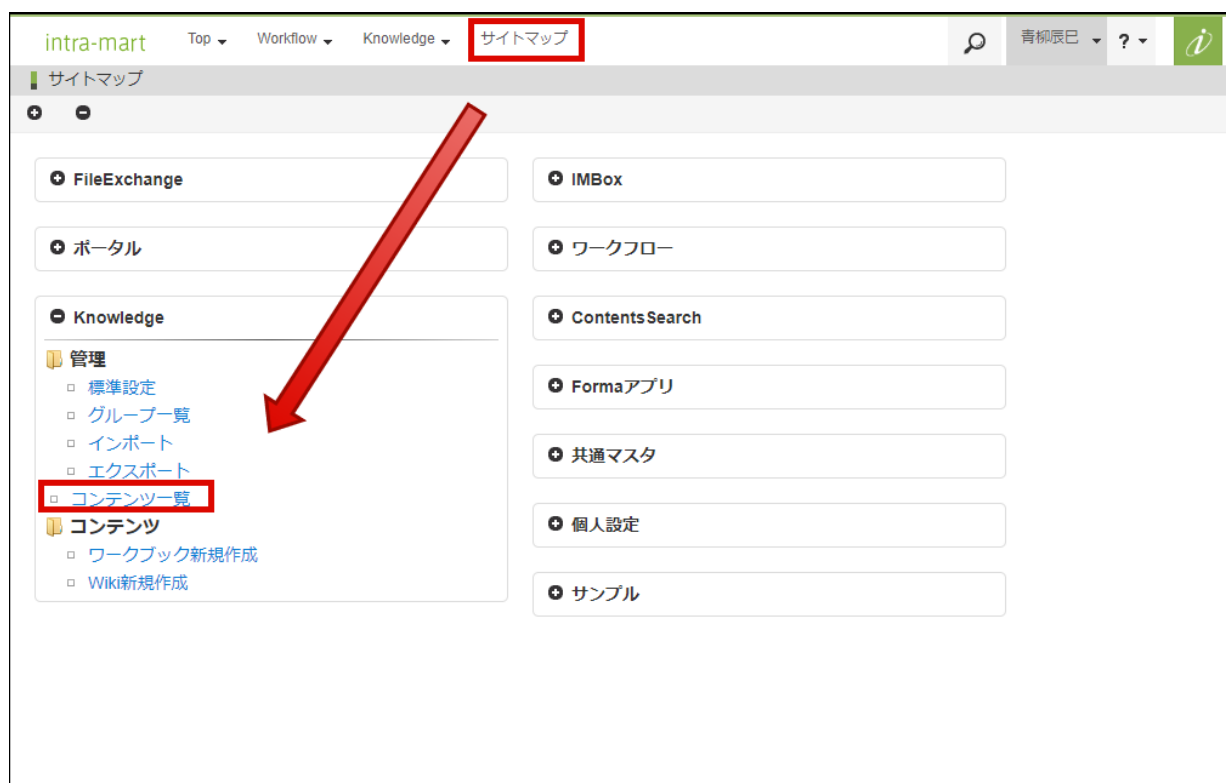 intra-mart Top Workflow Knowledge サイトマップ 青柳辰巳 ?
サイトマップ
FileExchange
IMBox
ポータル
ワークフロー
Knowledge
ContentsSearch
管理
標準設定
グループ一覧
インポート
エクスポート
コンテンツ一覧
コンテンツ
ワークブック新規作成
Wiki新規作成
Formaアプリ
共通マスタ
個人設定
サンプル